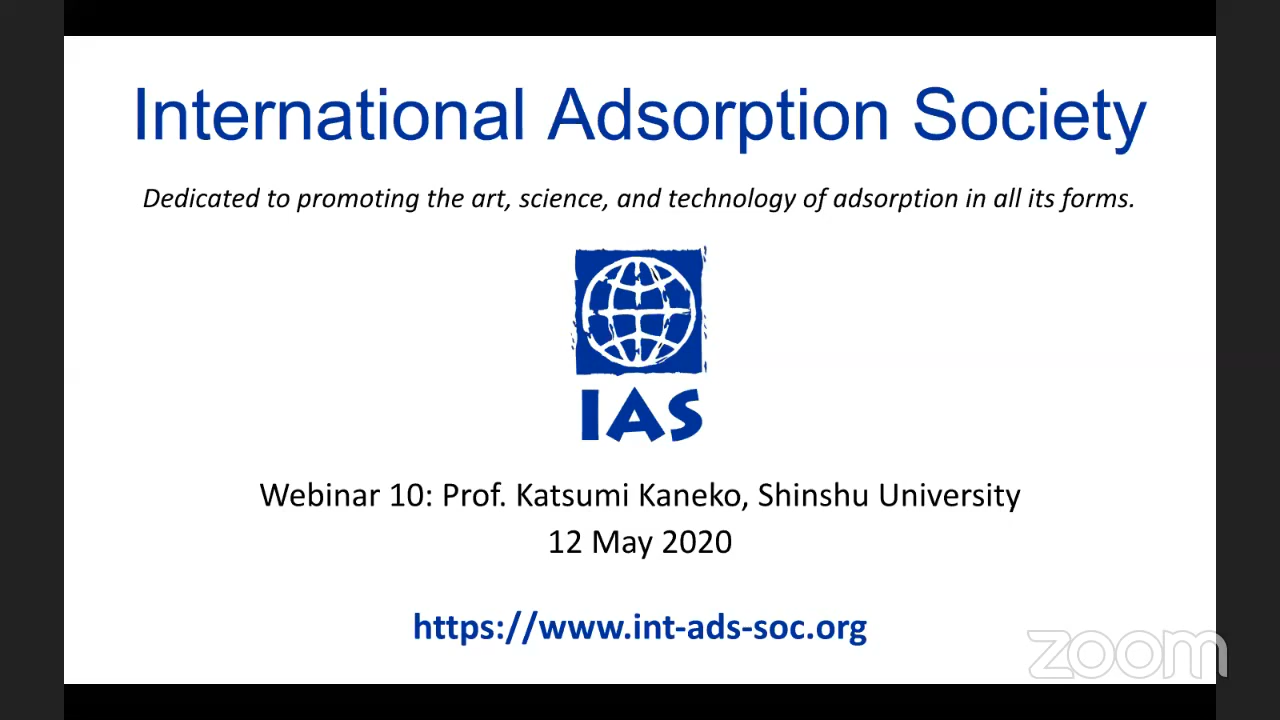 International Adsorption Society
Dedicated to promoting the art, science, and technology of adsorption in all its forms.
IAS
Webinar 10: Prof. Katsumi Kaneko, Shinshu University
12 May 2020
https://www.int-ads-soc.org
zoom